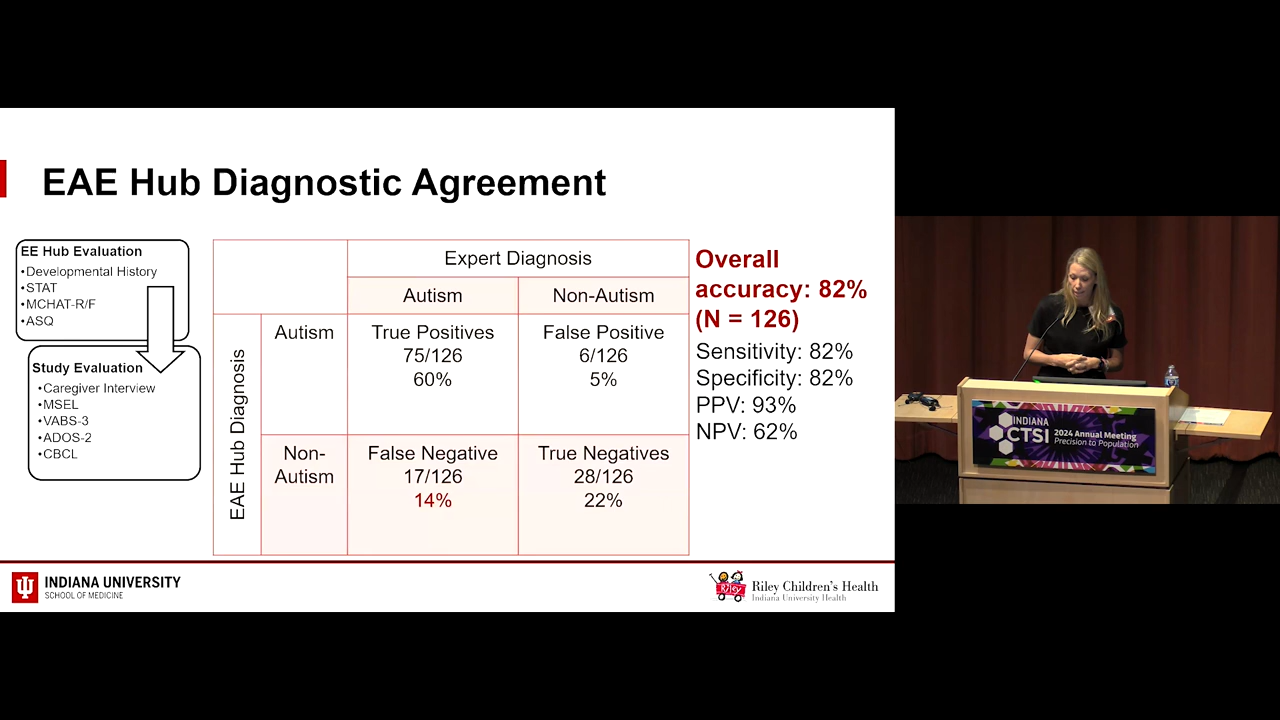 EAE Hub Diagnostic Agreement
EE Hub Evaluation
•Developmental History
•STAT
•MCHAT-R/F
•ASQ
Study Evaluation
•Caregiver Interview
•MSEL
•VABS-3
•ADOS-2
•CBCL
Expert Diagnosis
Autism
Non-Autism
EAE Hub Diagnosis
Autism
True Positives
75/126
60%
False Positive
6/126
5%
Non-
Autism
False Negative
17/126
14%
True Negatives
28/126
22%
Overall
accuracy: 82%
(N = 126)
Sensitivity: 82%
Specificity: 82%
PPV: 93%
NPV: 62%
INDIANA UNIVERSITY
SCHOOL OF MEDICINE
Riley
Riley Children's Health
Indiana University Health
INDIANA
CTSI
2024 Annual Meeting
Precision to Population